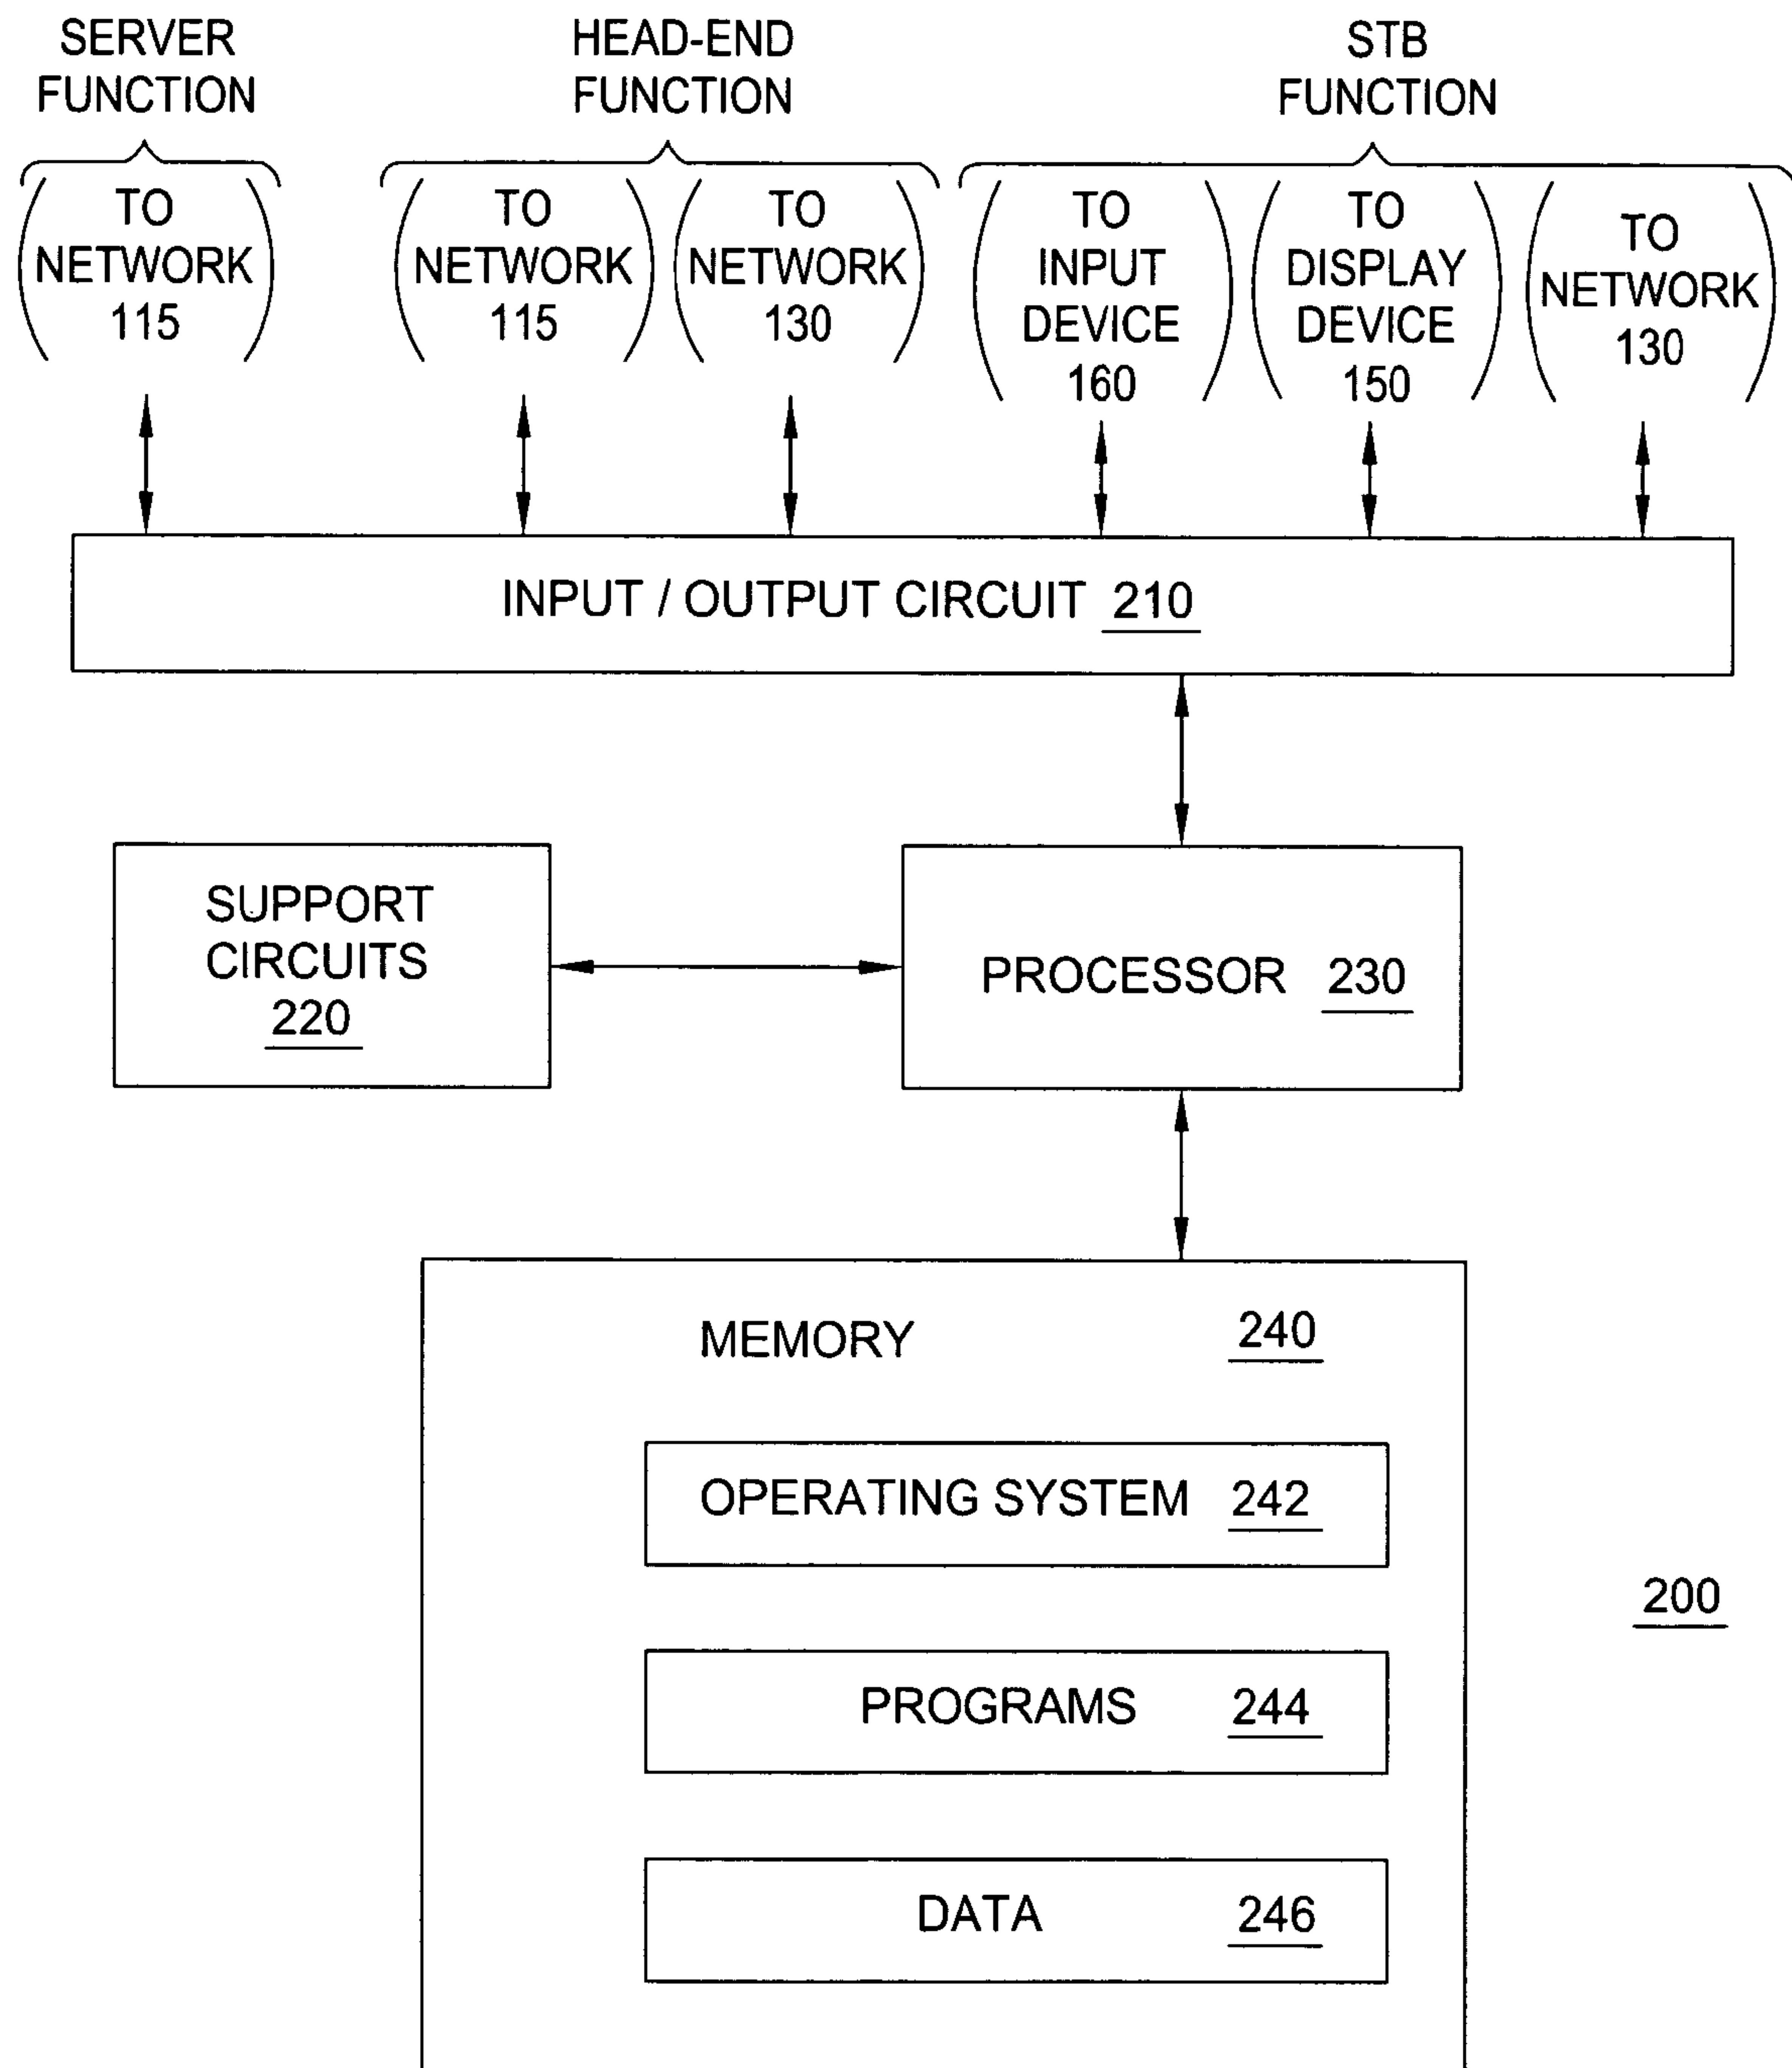 SERVER
FUNCTION
HEAD-END
FUNCTION
STB
FUNCTION
( TO
NETWORK
115 )
( TO
NETWORK
115 )
( TO
NETWORK
130 )
( TO
INPUT
DEVICE
160 )
( TO
DISPLAY
DEVICE
150 )
( TO
NETWORK
130 )
INPUT / OUTPUT CIRCUIT 210
SUPPORT
CIRCUITS
220
PROCESSOR 230
MEMORY 240
OPERATING SYSTEM 242
200
PROGRAMS 244
DATA 246